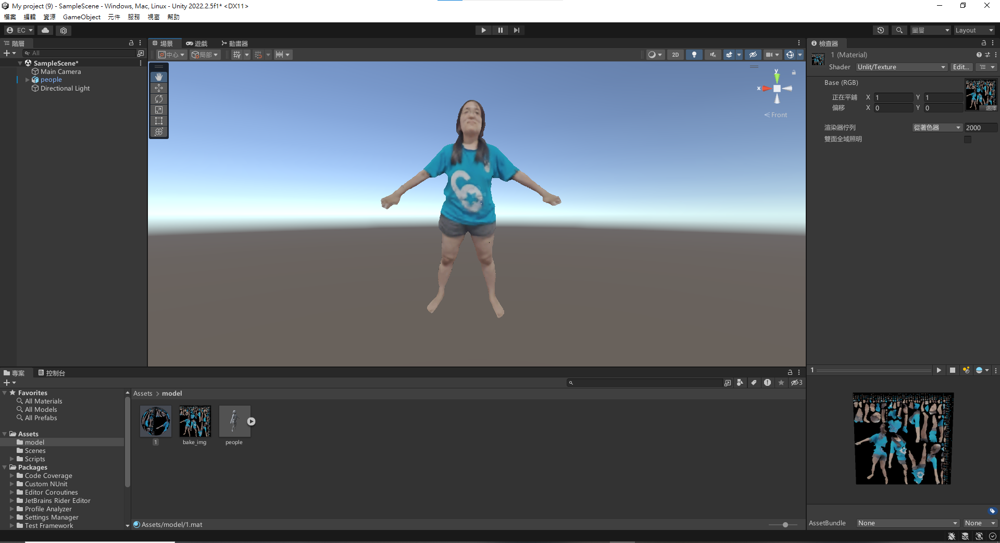 My project (9) - SampleScene - Windows, Mac, Linux - Unity 2022.2.5f1* <DX11>
檔案 編輯 資源 GameObject 元件 服務 視窗 幫助
EC
圖層 Layout
階層
All
SampleScene*
Main Camera
people
Directional Light
場景 遊戲 動畫器
中心 局部 2D
y
x
Front
檢查器
1 (Material)
Shader Unlit/Texture Edit...
Base (RGB)
正在平鋪 X 1 Y 1
偏移 X 0 Y 0
選擇
渲染器佇列 從著色器 2000
雙面全域照明
專案 控制台
3
Favorites
All Materials
All Models
All Prefabs
Assets
model
Scenes
Scripts
Packages
Code Coverage
Custom NUnit
Editor Coroutines
JetBrains Rider Editor
Profile Analyzer
Settings Manager
Test Framework
Assets > model
1 bake_img people
Assets/model/1.mat
1
AssetBundle None None